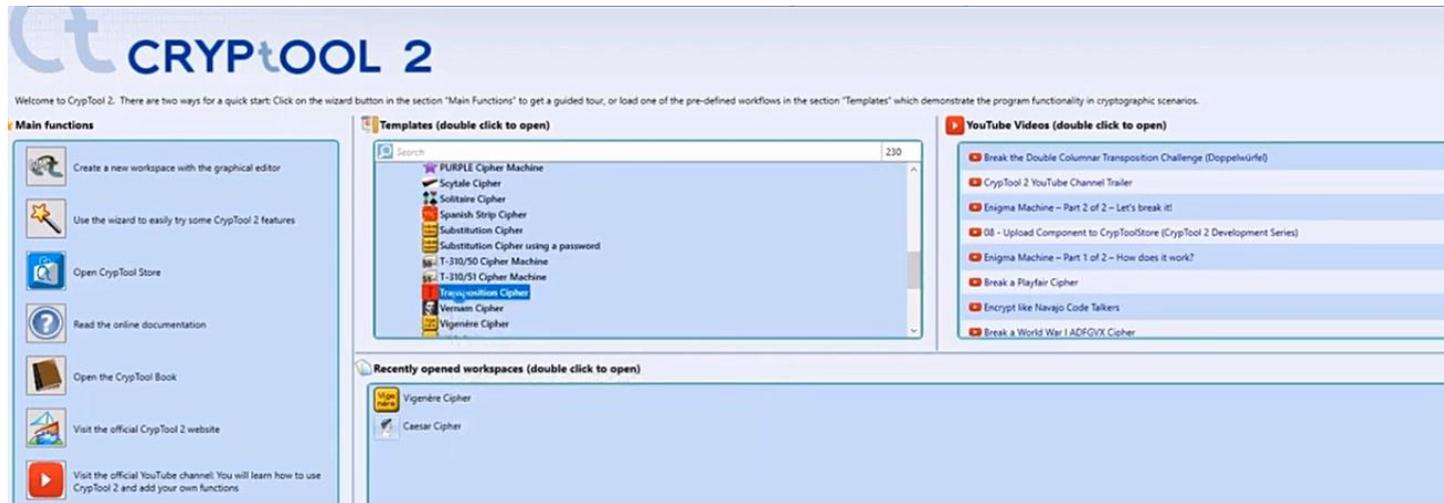 CRYPtOOL 2
Welcome to CrypTool 2. There are two ways for a quick start: Click on the wizard button in the section "Main Functions" to get a guided tour, or load one of the pre-defined workflows in the section "Templates" which demonstrate the program functionality in cryptographic scenarios.
Main functions
Create a new workspace with the graphical editor
Use the wizard to easily try some CrypTool 2 features
Open CrypTool Store
Read the online documentation
Open the CrypTool Book
Visit the official CrypTool 2 website
Visit the official YouTube channel: You will learn how to use
CrypTool 2 and add your own functions
Templates (double click to open)
Search 230
PURPLE Cipher Machine
Scytale Cipher
Solitaire Cipher
Spanish Strip Cipher
Substitution Cipher
Substitution Cipher using a password
T-310/50 Cipher Machine
T-310/51 Cipher Machine
Transposition Cipher
Vernam Cipher
Vigenère Cipher
YouTube Videos (double click to open)
Break the Double Columnar Transposition Challenge (Doppelwürfel)
CrypTool 2 YouTube Channel Trailer
Enigma Machine – Part 2 of 2 – Let's break it!
08 - Upload Component to CrypToolStore (CrypTool 2 Development Series)
Enigma Machine – Part 1 of 2 – How does it work?
Break a Playfair Cipher
Encrypt like Navajo Code Talkers
Break a World War I ADFGVX Cipher
Recently opened workspaces (double click to open)
Vigenère Cipher
Caesar Cipher